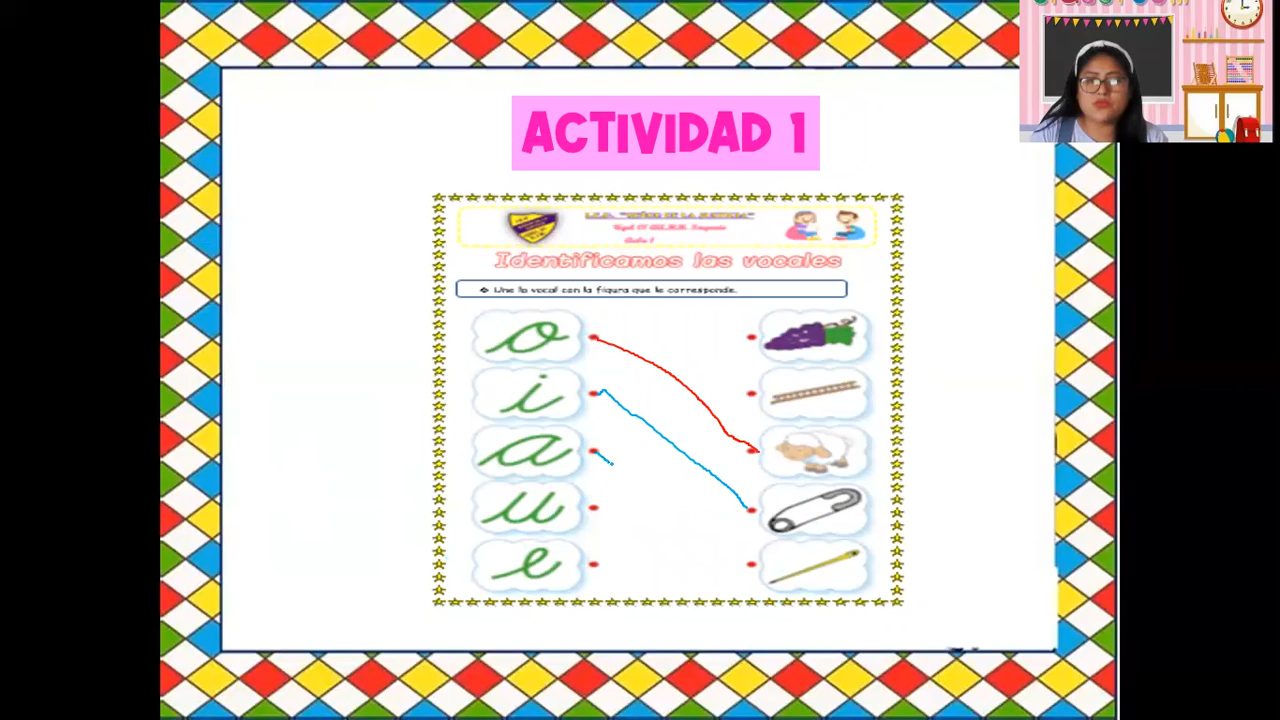 ACTIVIDAD 1
Identificamos las vocales
Une la vocal con la figura que le corresponde.
o
i
a
u
e